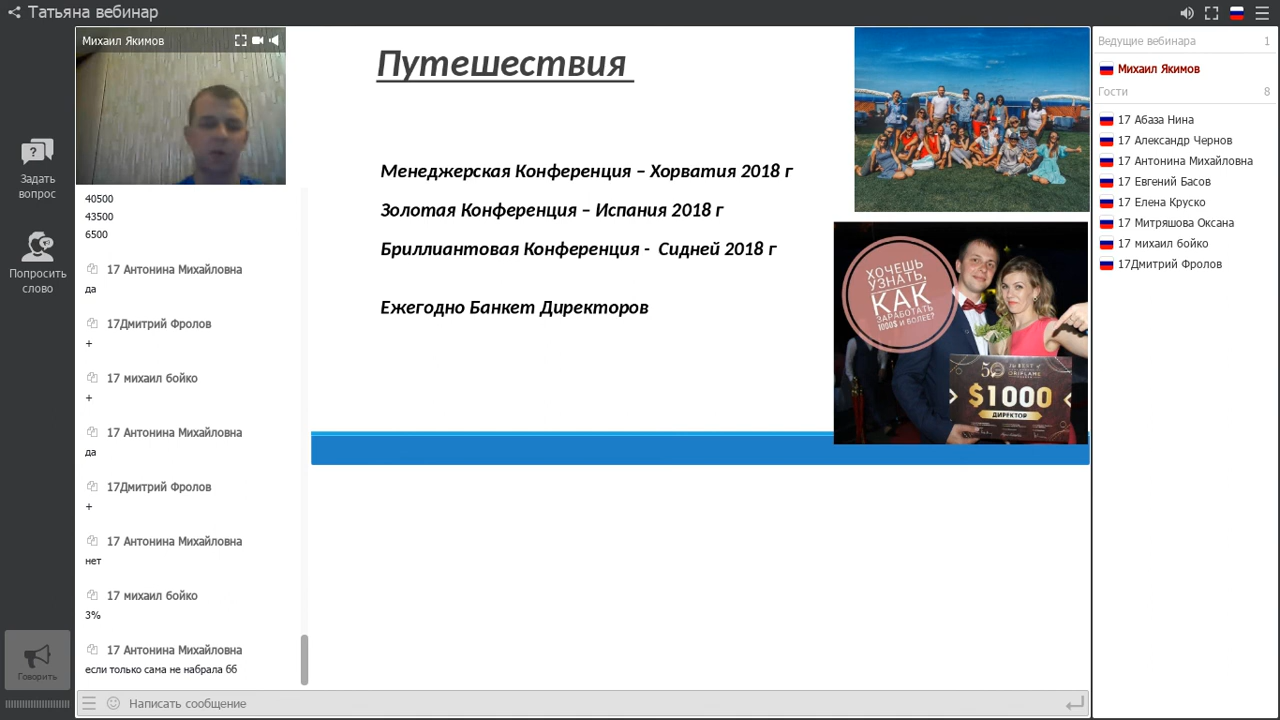 Татьяна вебинар
Михаил Якимов
Задать
вопрос
Попросить
слово
Говорить
40500
43500
6500
17 Антонина Михайловна
да
17Дмитрий Фролов
+
17 михаил бойко
+
17 Антонина Михайловна
да
17Дмитрий Фролов
+
17 Антонина Михайловна
нет
17 михаил бойко
3%
17 Антонина Михайловна
если только сама не набрала бб
Написать сообщение
Путешествия
Менеджерская Конференция – Хорватия 2018 г
Золотая Конференция – Испания 2018 г
Бриллиантовая Конференция - Сидней 2018 г
Ежегодно Банкет Директоров
ХОЧЕШЬ
УЗНАТЬ,
КАК
ЗАРАБОТАТЬ
1000$ И БОЛЕЕ?
50
ORIFLAME
$1000
ДИРЕКТОР
Ведущие вебинара 1
Михаил Якимов
Гости 8
17 Абаза Нина
17 Александр Чернов
17 Антонина Михайловна
17 Евгений Басов
17 Елена Круско
17 Митряшова Оксана
17 михаил бойко
17Дмитрий Фролов